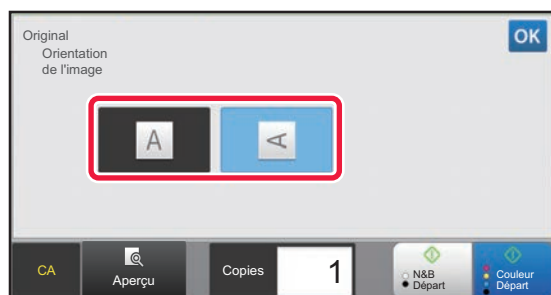 Original
Orientation
de l'image
OK
A
A
CA
Aperçu
Copies
1
N&B
Départ
Couleur
Départ